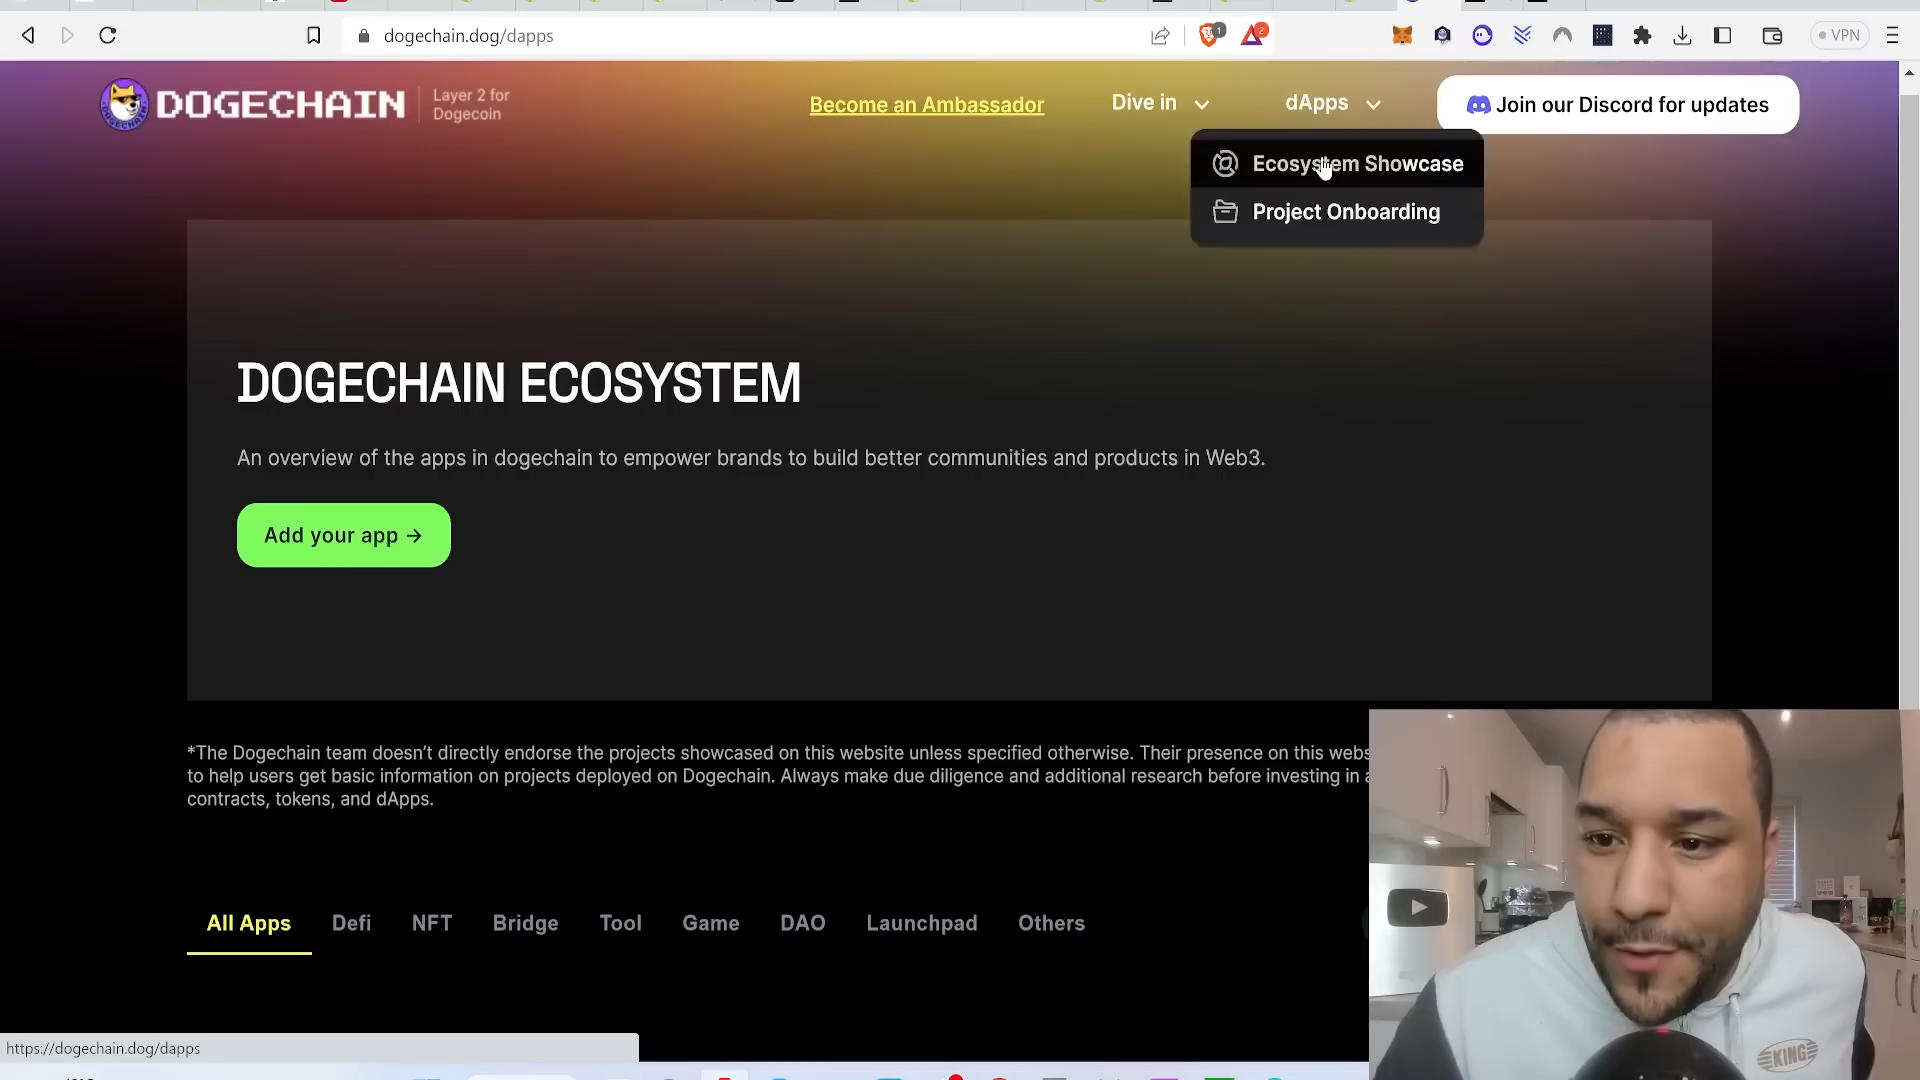 dogechain.dog/dapps
1
2
VPN
DOGECHAIN
Layer 2 for
Dogecoin
Become an Ambassador
Dive in
dApps
Join our Discord for updates
Ecosystem Showcase
Project Onboarding
DOGECHAIN ECOSYSTEM
An overview of the apps in dogechain to empower brands to build better communities and products in Web3.
Add your app →
*The Dogechain team doesn't directly endorse the projects showcased on this website unless specified otherwise. Their presence on this
to help users get basic information on projects deployed on Dogechain. Always make due diligence and additional research before investing in
contracts, tokens, and dApps.
All Apps Defi NFT Bridge Tool Game DAO Launchpad Others
https://dogechain.dog/dapps
KING